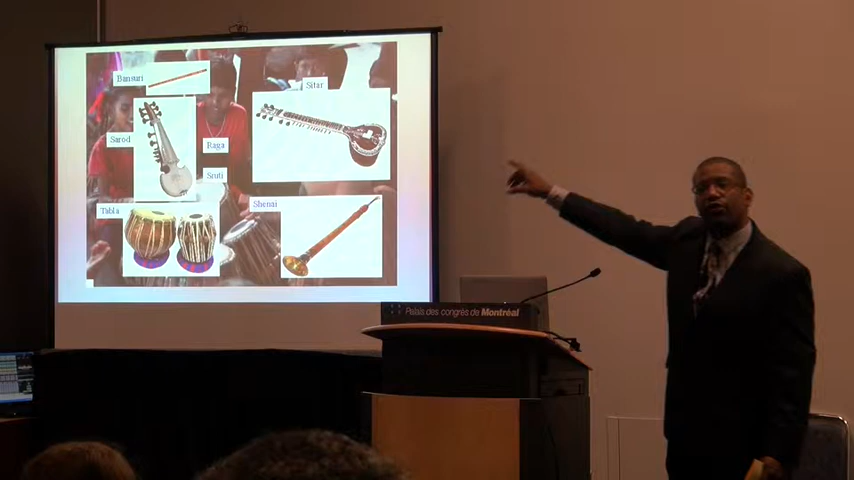 Bansuri
Sitar
Sarod
Raga
Sruti
Tabla
Shenai
Palais des congrès de Montréal